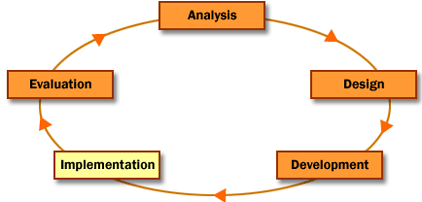 Analysis
Evaluation
Design
Implementation
Development